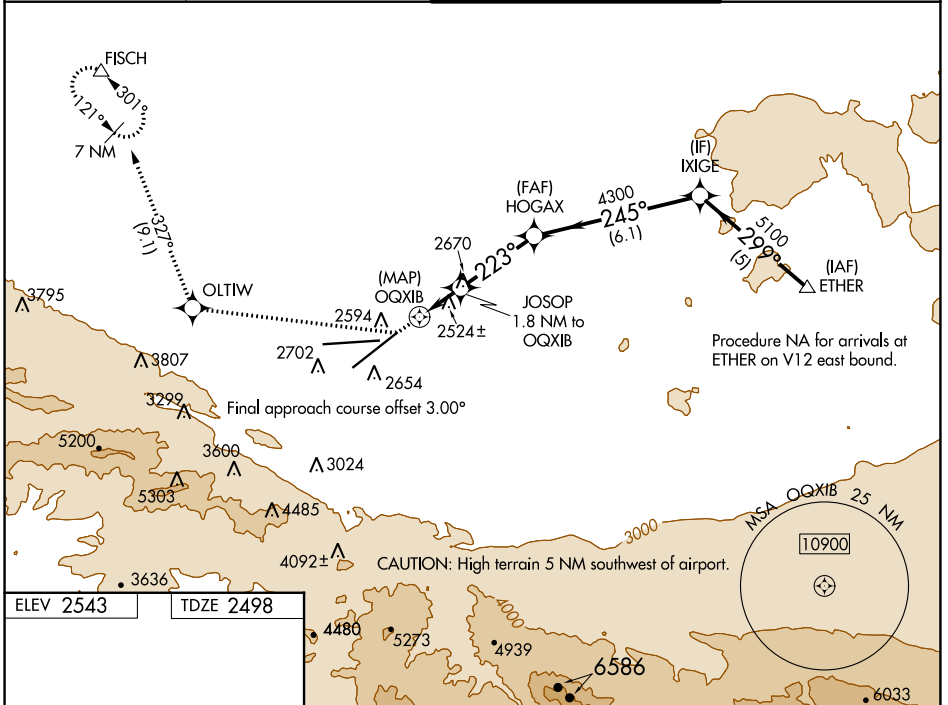 FISCH
301°
121°
7 NM
327°
(9.1)
OLTIW
(IF)
IXIGE
(FAF)
HOGAX
4300
245°
(6.1)
5100
299°
(5)
(IAF)
ETHER
2670
223°
(MAP)
OQXIB
JOSOP
1.8 NM to
OQXIB
2594
2524±
2702
2654
Procedure NA for arrivals at
ETHER on V12 east bound.
3795
3807
3299
Final approach course offset 3.00°
5200
3600
3024
5303
4485
3000
MSA OQXIB 25 NM
10900
4092±
CAUTION: High terrain 5 NM southwest of airport.
3636
ELEV 2543
TDZE 2498
4000
4480
5273
4939
6586
6033